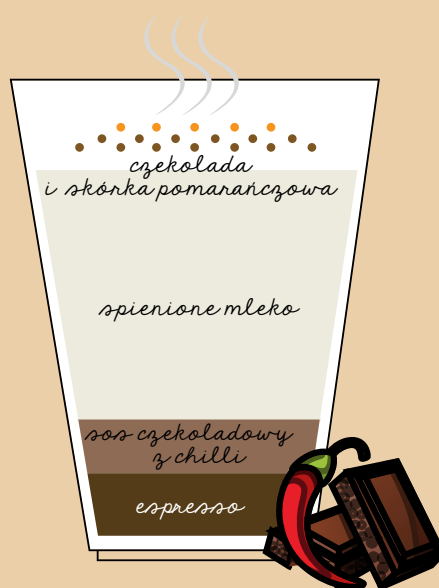 czekolada
i skórka pomarańczowa
spienione mleko
sos czekoladowy
z chilli
espresso